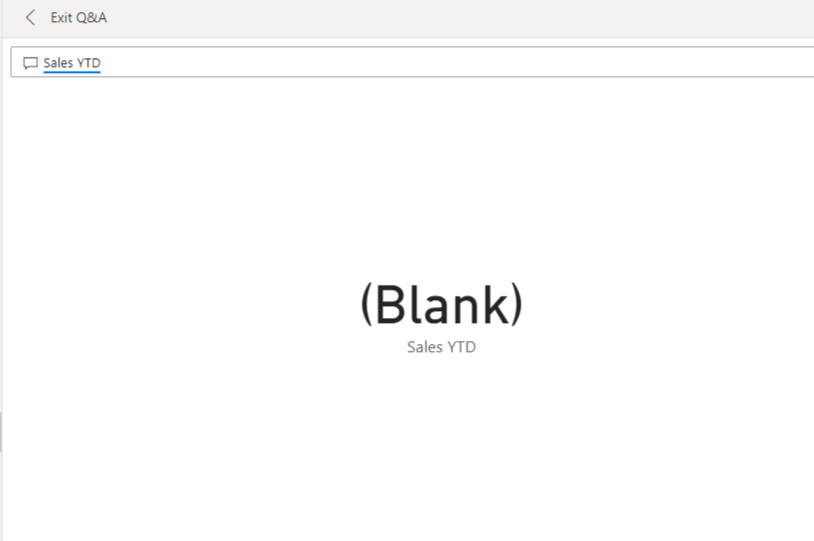 Exit Q&A
Sales YTD
(Blank)
Sales YTD